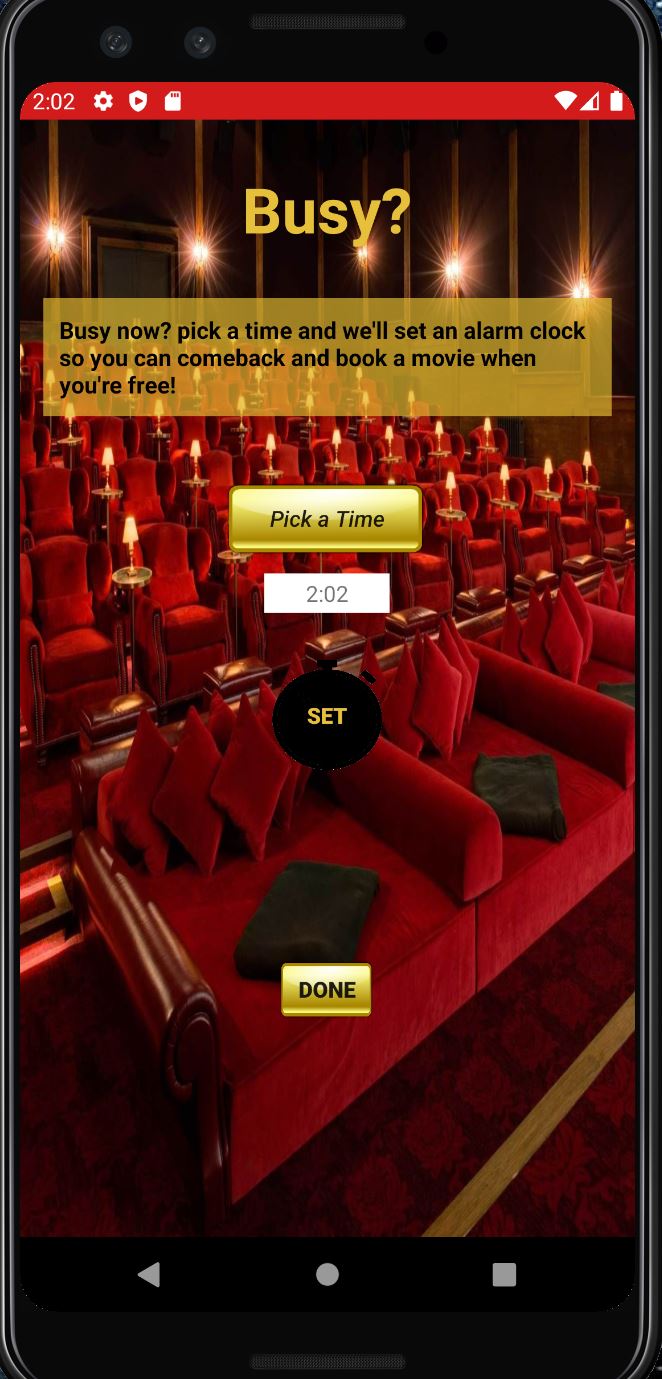 2:02
Busy?
Busy now? pick a time and we'll set an alarm clock
so you can comeback and book a movie when
you're free!
Pick a Time
2:02
SET
DONE